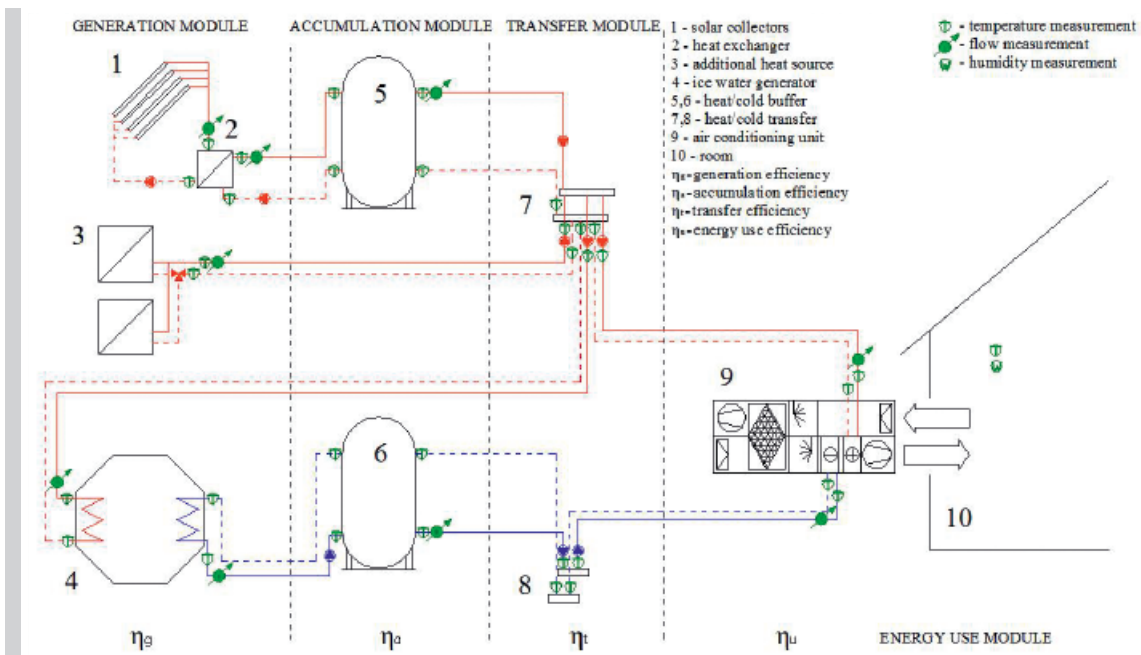 GENERATION MODULE
ACCUMULATION MODULE
TRANSFER MODULE
1 - solar collectors
2 - heat exchanger
3 - additional heat source
4 - ice water generator
5,6 - heat/cold buffer
7,8 - heat/cold transfer
9 - air conditioning unit
10 - room
ηg - generation efficiency
ηa - accumulation efficiency
ηt - transfer efficiency
ηu - energy use efficiency
- temperature measurement
- flow measurement
- humidity measurement
1
2
3
4
5
6
7
8
9
10
ηg
ηa
ηt
ηu
ENERGY USE MODULE